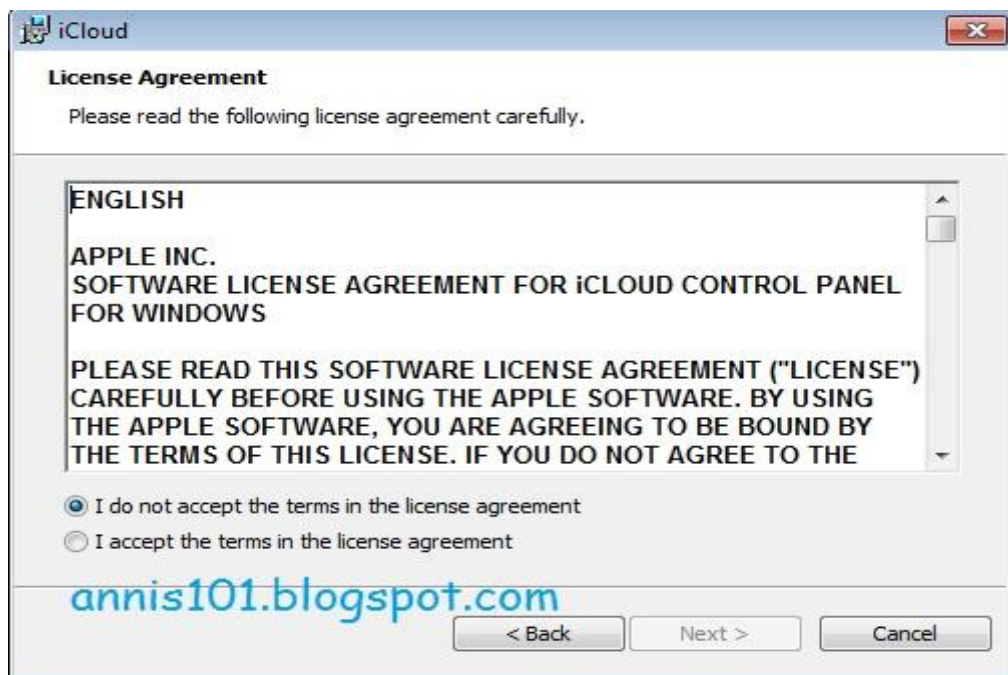 iCloud
License Agreement
Please read the following license agreement carefully.
ENGLISH
APPLE INC.
SOFTWARE LICENSE AGREEMENT FOR iCLOUD CONTROL PANEL
FOR WINDOWS
PLEASE READ THIS SOFTWARE LICENSE AGREEMENT ("LICENSE")
CAREFULLY BEFORE USING THE APPLE SOFTWARE. BY USING
THE APPLE SOFTWARE, YOU ARE AGREEING TO BE BOUND BY
THE TERMS OF THIS LICENSE. IF YOU DO NOT AGREE TO THE
I do not accept the terms in the license agreement
I accept the terms in the license agreement
annis101.blogspot.com
< Back Next > Cancel